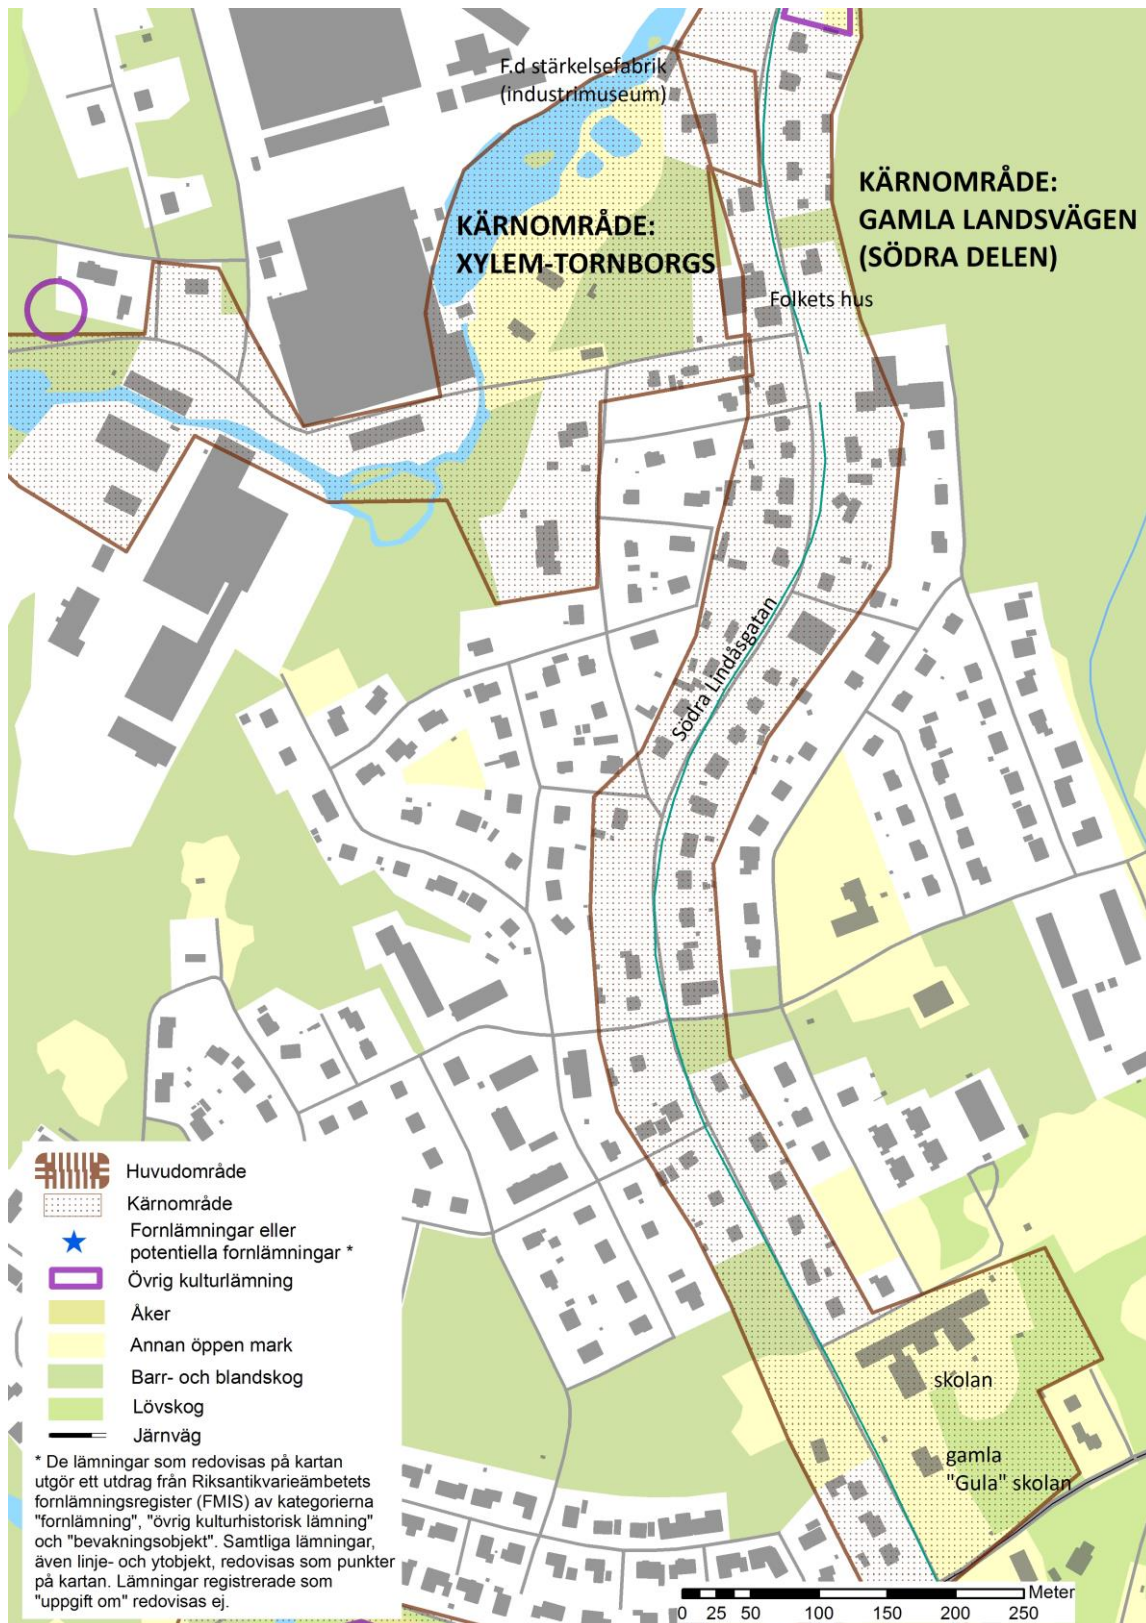 F.d stärkelsefabrik
(industrimuseum)
KÄRNOMRÅDE:
XYLEM-TORNBORGS
KÄRNOMRÅDE:
GAMLA LANDSVÄGEN
(SÖDRA DELEN)
Folkets hus
Södra Lindåsgatan
skolan
gamla
"Gula" skolan
Huvudområde
Kärnområde
Fornlämningar eller
potentiella fornlämningar *
Övrig kulturlämning
Åker
Annan öppen mark
Barr- och blandskog
Lövskog
Järnväg
* De lämningar som redovisas på kartan
utgör ett utdrag från Riksantikvarieämbetets
fornlämningsregister (FMIS) av kategorierna
"fornlämning", "övrig kulturhistorisk lämning"
och "bevakningsobjekt". Samtliga lämningar,
även linje- och ytobjekt, redovisas som punkter
på kartan. Lämningar registrerade som
"uppgift om" redovisas ej.
Meter
0 25 50 100 150 200 250